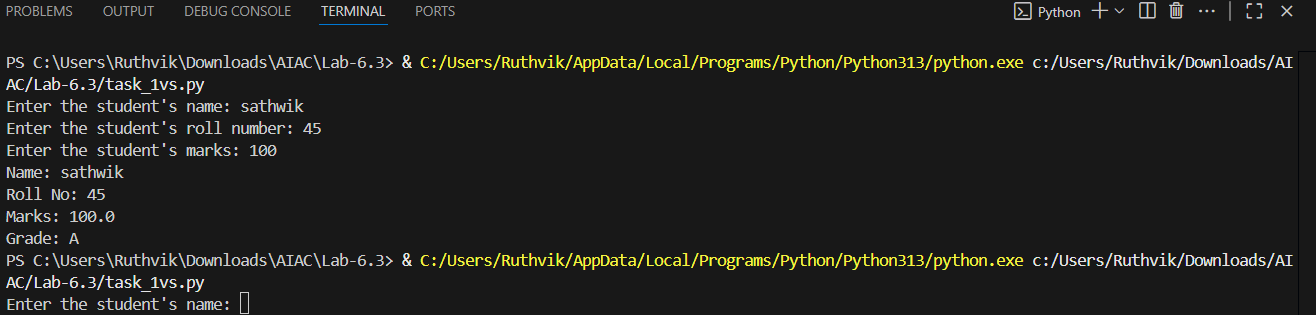 PROBLEMS OUTPUT DEBUG CONSOLE TERMINAL PORTS Python
PS C:\Users\Ruthvik\Downloads\AIAC\Lab-6.3> & C:/Users/Ruthvik/AppData/Local/Programs/Python/Python313/python.exe c:/Users/Ruthvik/Downloads/AI
AC/Lab-6.3/task_1vs.py
Enter the student's name: sathwik
Enter the student's roll number: 45
Enter the student's marks: 100
Name: sathwik
Roll No: 45
Marks: 100.0
Grade: A
PS C:\Users\Ruthvik\Downloads\AIAC\Lab-6.3> & C:/Users/Ruthvik/AppData/Local/Programs/Python/Python313/python.exe c:/Users/Ruthvik/Downloads/AI
AC/Lab-6.3/task_1vs.py
Enter the student's name: